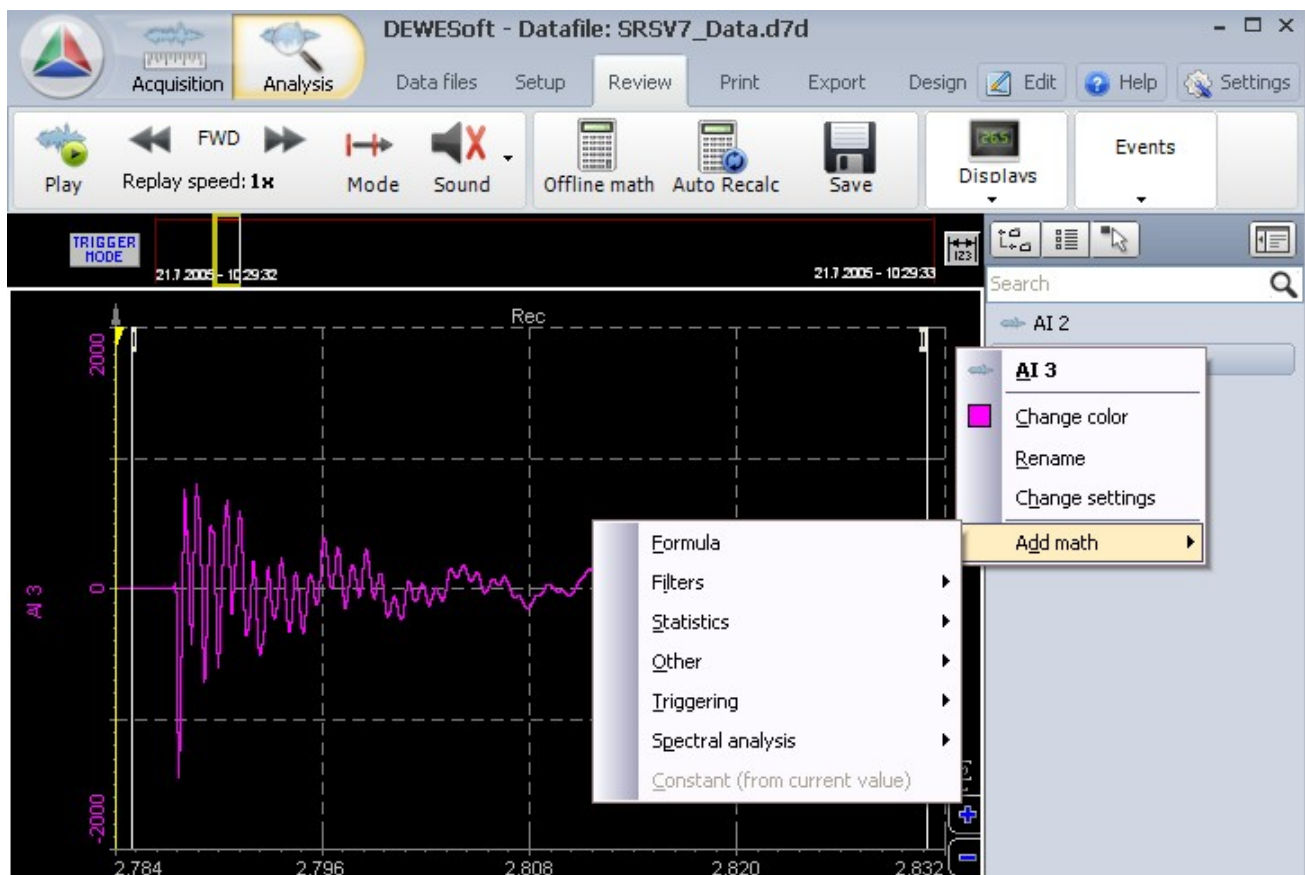 DEWESoft - Datafile: SRSV7_Data.d7d
Acquisition Analysis Data files Setup Review Print Export Design Edit Help Settings
FWD
Replay speed: 1x
Play Mode Sound Offline math Auto Recalc Save Displays Events
TRIGGER
MODE
21.7.2005 - 10:29:32 21.7.2005 - 10:29:33
123
Search
AI 2
Rec
AI 3
Change color
Rename
Change settings
Add math
Formula
Filters
Statistics
Other
Triggering
Spectral analysis
Constant (from current value)
2000
0
-2000
AI 3
2.784 2.796 2.808 2.820 2.832